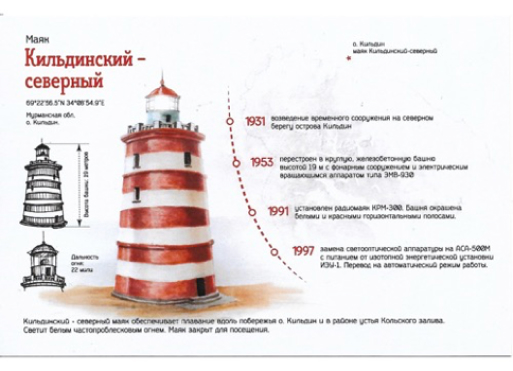 Маяк
Кильдинский -
северный
69°22'56.5"N 34°08'54.9"E
Мурманская обл.
о. Кильдин.
о. Кильдин
маяк Кильдинский-северный
Высота башни: 19 метров
Дальность
огня:
22 мили
1931 возведение временного сооружения на северном
берегу острова Кильдин
1953 перестроен в круглую, железобетонную башню
высотой 19 м с фонарным сооружением и электрическим
вращающимся аппаратом типа ЭМВ-930
1991 установлен радиомаяк КРМ-300. Башня окрашена
белыми и красными горизонтальными полосами.
1997 замена светооптической аппаратуры на АСА-500М
с питанием от изотопной энергетической установки
ИЭУ-1. Перевод на автоматический режим работы.
Кильдинский - северный маяк обеспечивает плавание вдоль побережья о. Кильдин и в районе устья Кольского залива.
Светит белым частопроблесковым огнем. Маяк закрыт для посещения.